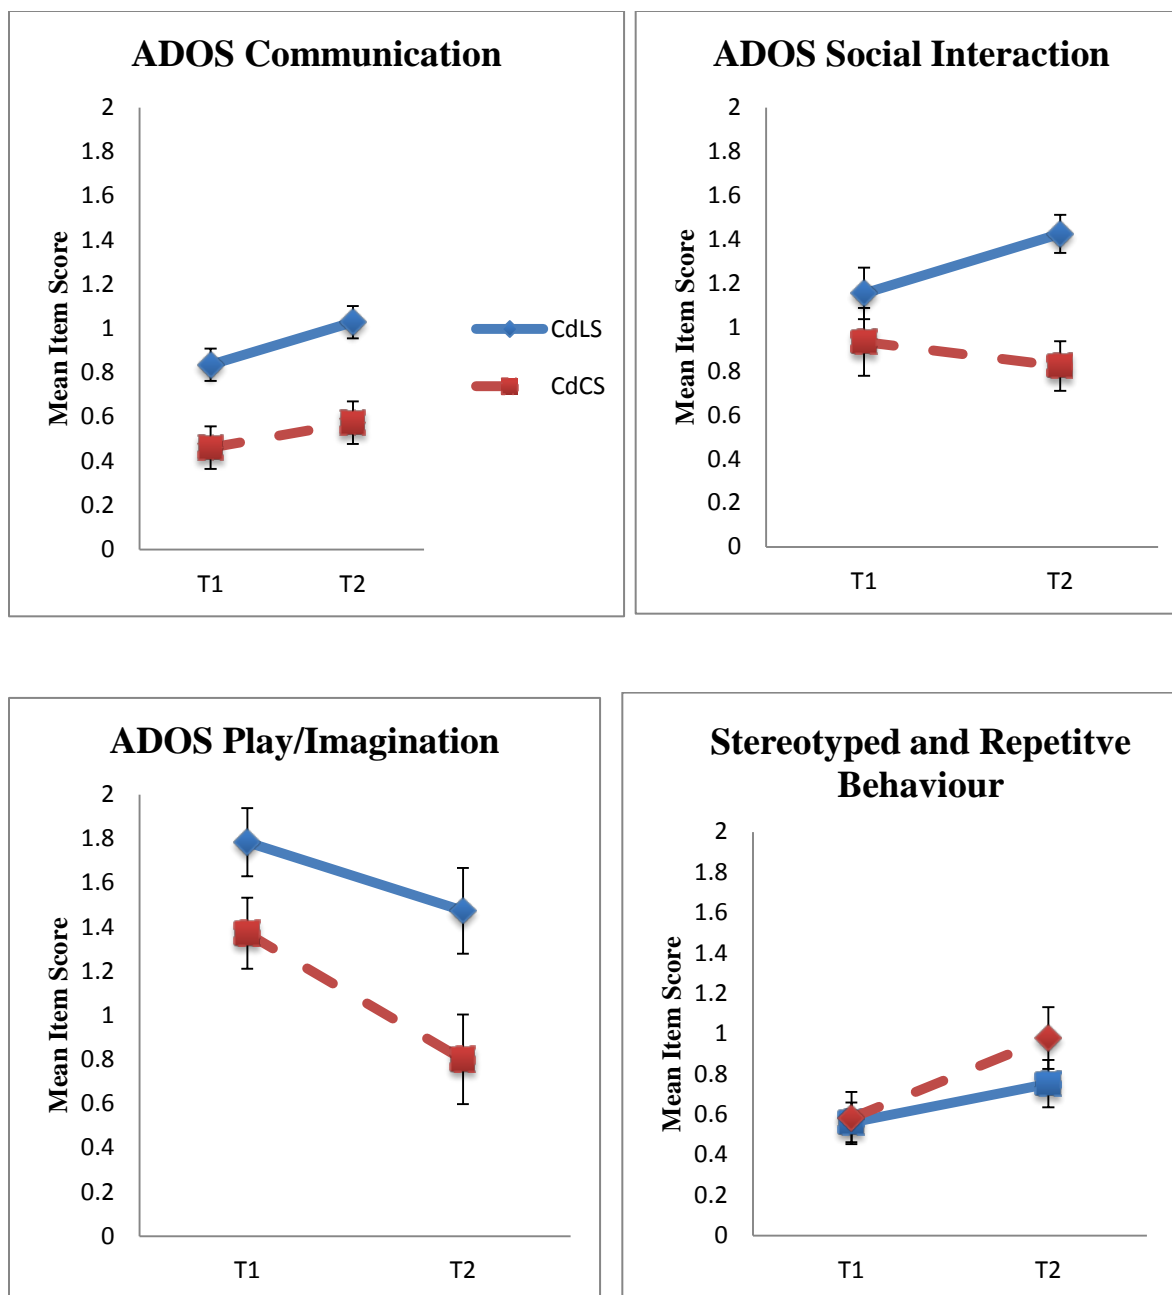 ADOS Communication
2
1.8
1.6
1.4
1.2
1
0.8
0.6
0.4
0.2
0
Mean Item Score
T1 T2
CdLS
CdCS
ADOS Social Interaction
2
1.8
1.6
1.4
1.2
1
0.8
0.6
0.4
0.2
0
Mean Item Score
T1 T2
ADOS Play/Imagination
2
1.8
1.6
1.4
1.2
1
0.8
0.6
0.4
0.2
0
Mean Item Score
T1 T2
Stereotyped and Repetitve
Behaviour
2
1.8
1.6
1.4
1.2
1
0.8
0.6
0.4
0.2
0
Mean Item Score
T1 T2